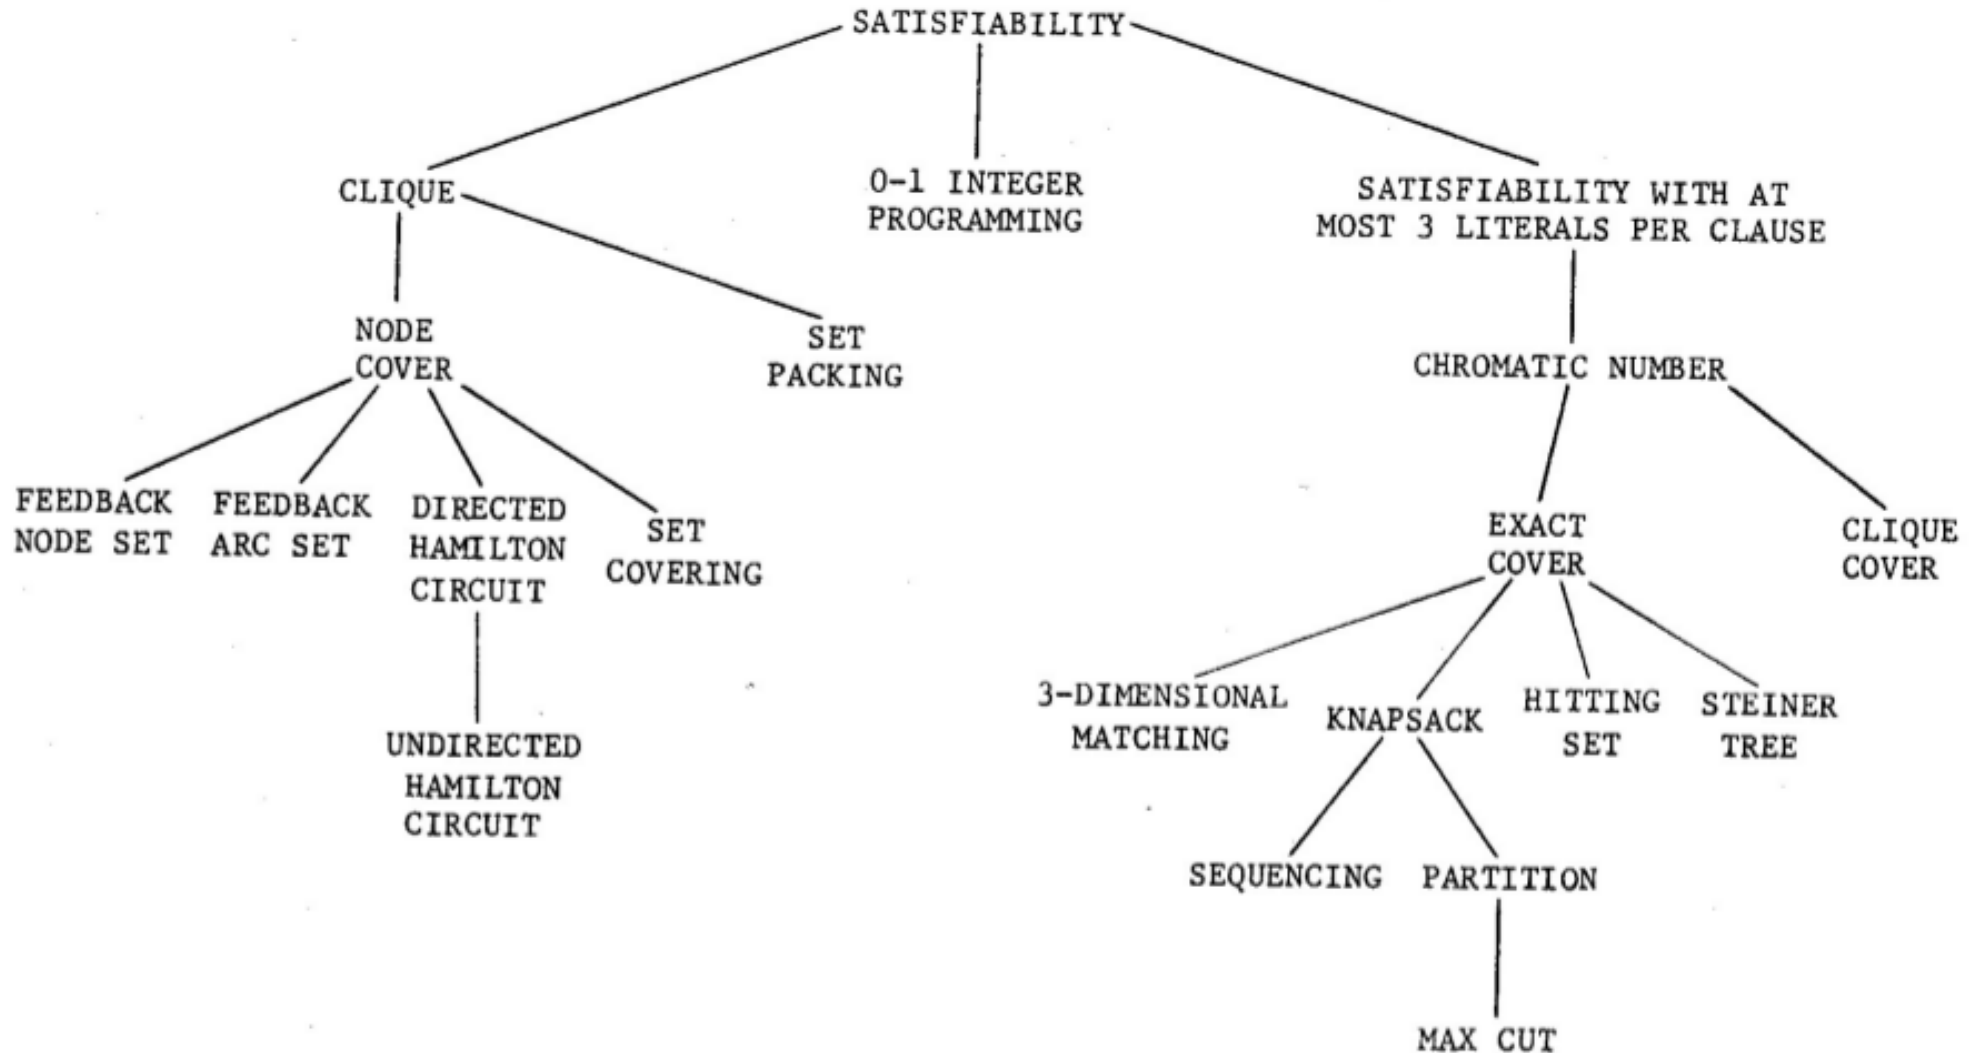 SATISFIABILITY
CLIQUE
0-1 INTEGER
PROGRAMMING
SATISFIABILITY WITH AT
MOST 3 LITERALS PER CLAUSE
NODE
COVER
SET
PACKING
CHROMATIC NUMBER
FEEDBACK
NODE SET
FEEDBACK
ARC SET
DIRECTED
HAMILTON
CIRCUIT
SET
COVERING
EXACT
COVER
CLIQUE
COVER
UNDIRECTED
HAMILTON
CIRCUIT
3-DIMENSIONAL
MATCHING
KNAPSACK
HITTING
SET
STEINER
TREE
SEQUENCING
PARTITION
MAX CUT